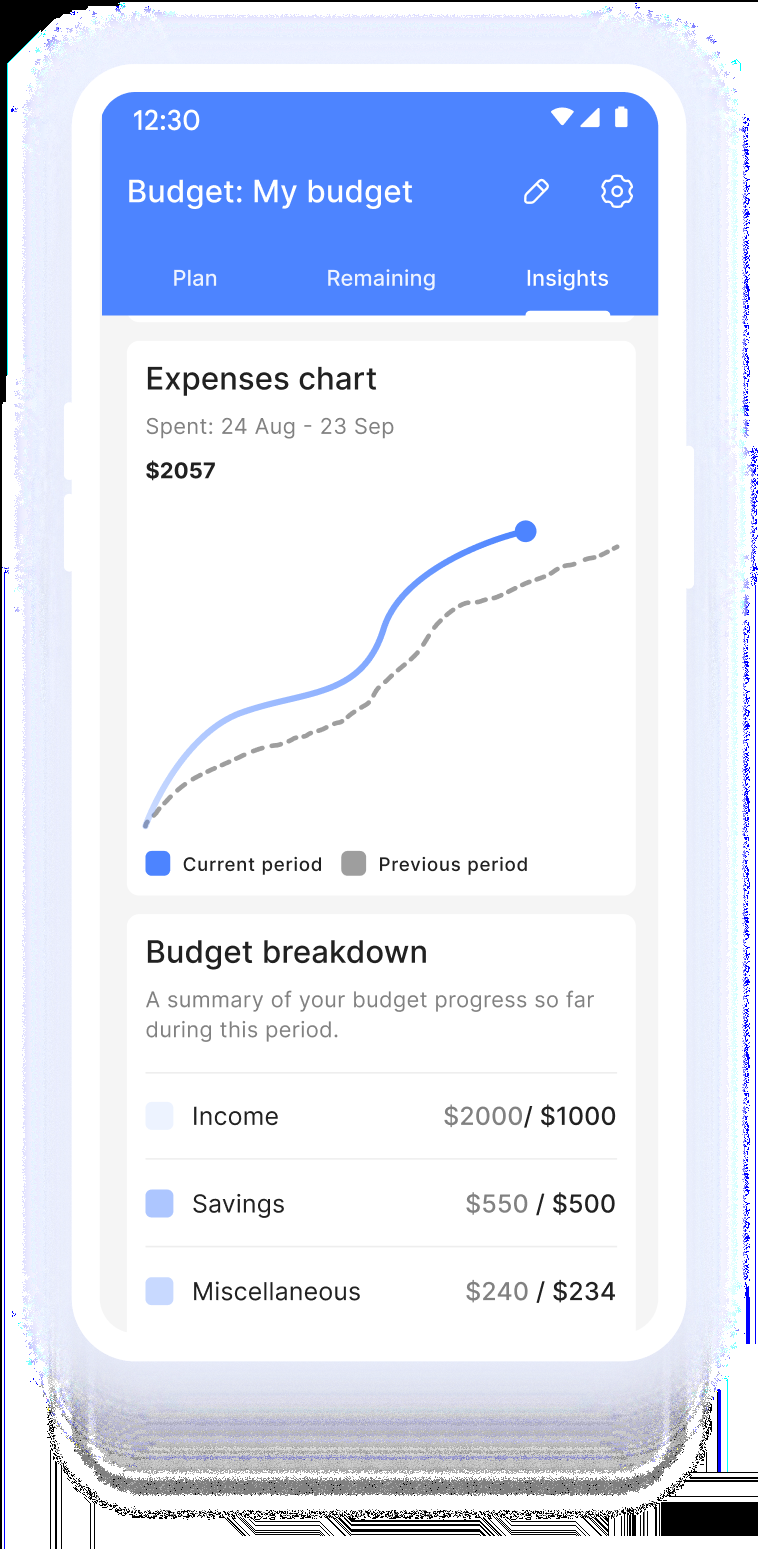 12:30
Budget: My budget
Plan Remaining Insights
Expenses chart
Spent: 24 Aug - 23 Sep
$2057
Current period Previous period
Budget breakdown
A summary of your budget progress so far
during this period.
Income $2000/ $1000
Savings $550 / $500
Miscellaneous $240 / $234